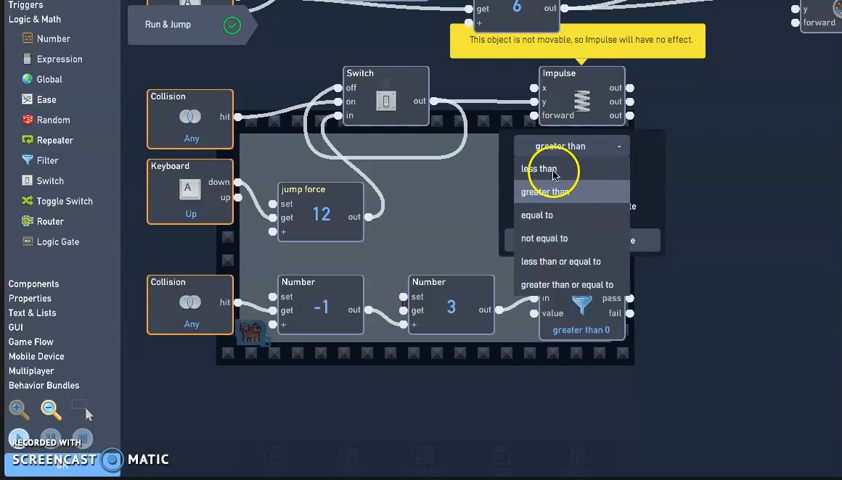 Triggers
Logic & Math
Number
Expression
Global
Ease
Random
Repeater
Filter
Switch
Toggle Switch
Router
Logic Gate
Components
Properties
Text & Lists
GUI
Game Flow
Mobile Device
Multiplayer
Behavior Bundles
RECORDED WITH
SCREENCAST MATIC
Run & Jump
get
+
6
out
y
forward
This object is not movable, so Impulse will have no effect.
Collision
hit
Any
Switch
off
on
in
out
Impulse
x
y
forward
out
out
out
Keyboard
down
up
A
Up
jump force
set
get
+
12
out
greater than -
less than
greater than
equal to
not equal to
less than or equal to
greater than or equal to
Collision
hit
Any
Number
set
get
+
-1
out
Number
set
get
+
3
out
in
value
pass
fail
greater than 0